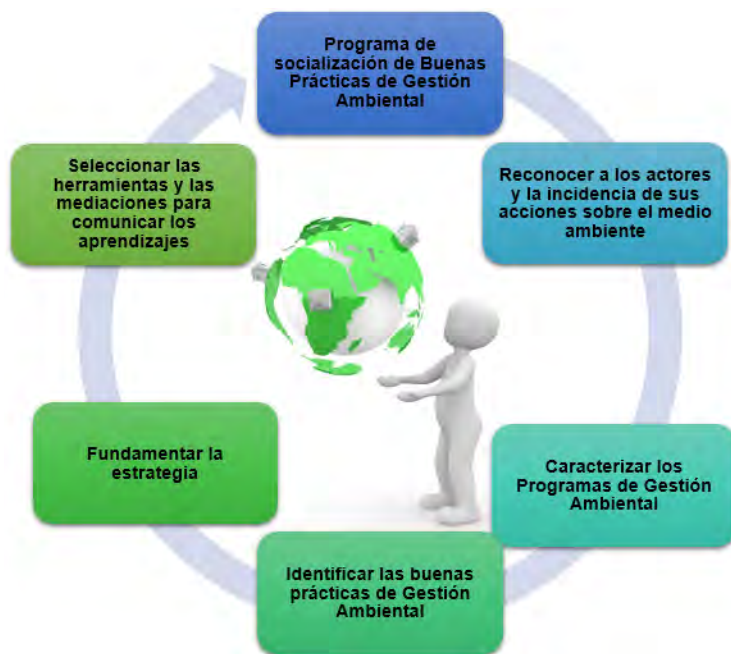 Programa de
socialización de Buenas
Prácticas de Gestión
Ambiental
Reconocer a los actores
y la incidencia de sus
acciones sobre el medio
ambiente
Caracterizar los
Programas de Gestión
Ambiental
Identificar las buenas
prácticas de Gestión
Ambiental
Fundamentar la
estrategia
Seleccionar las
herramientas y las
mediaciones para
comunicar los
aprendizajes